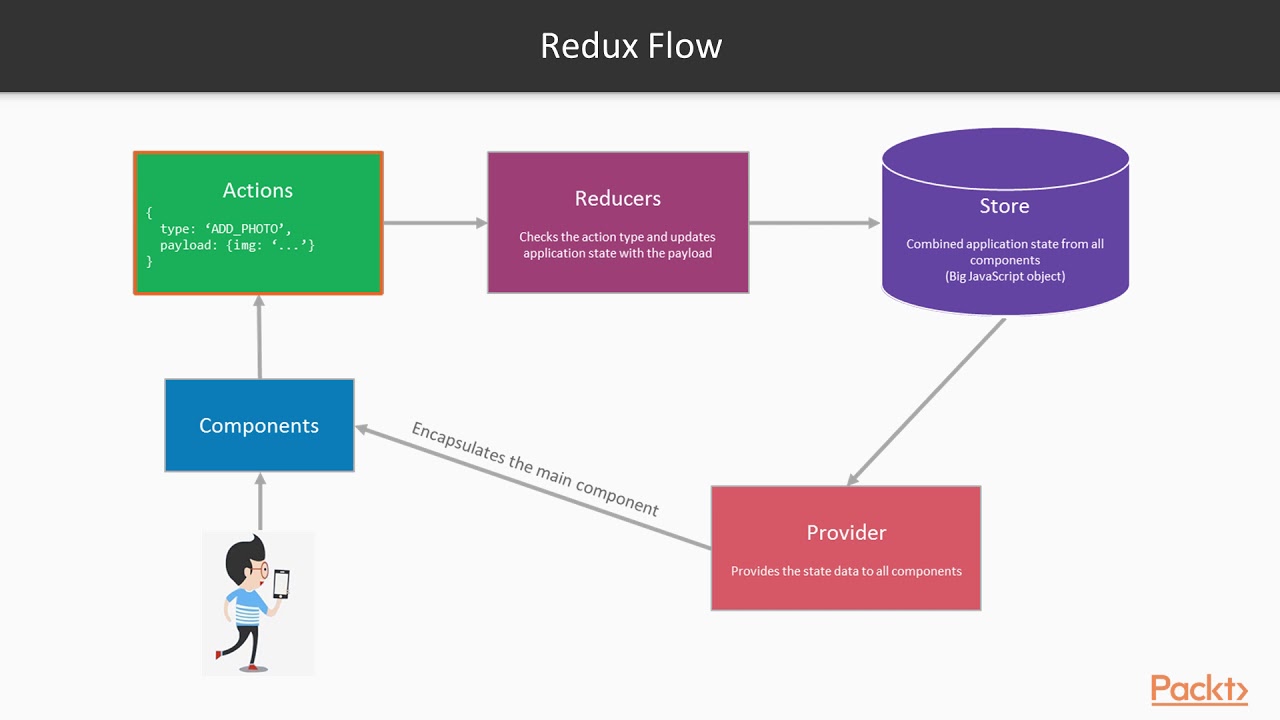 Redux Flow
Actions
{
type: ‘ADD_PHOTO’,
payload: {img: ‘...’}
}
Reducers
Checks the action type and updates
application state with the payload
Store
Combined application state from all
components
(Big JavaScript object)
Components
Encapsulates the main component
Provider
Provides the state data to all components
Packt>